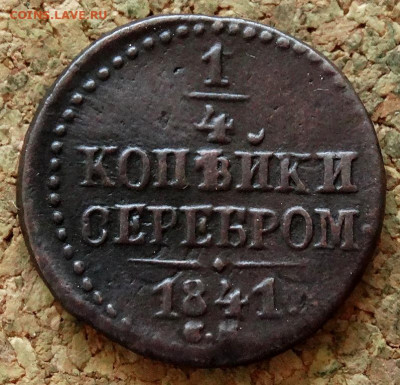 COINS.LAVE.RU
1
4
КОПѢЙКИ
СЕРЕБРОМ
1841.